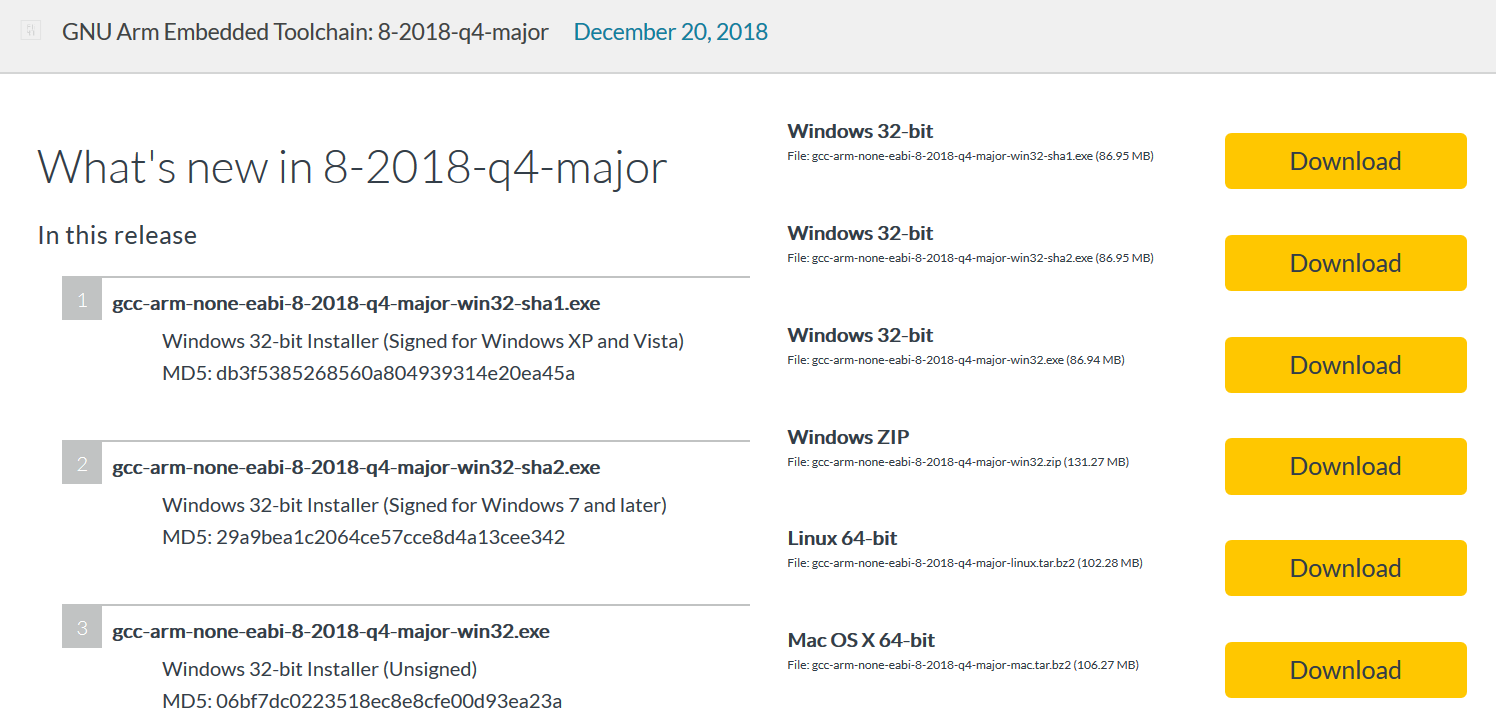 GNU Arm Embedded Toolchain: 8-2018-q4-major December 20, 2018
What's new in 8-2018-q4-major
In this release
1 gcc-arm-none-eabi-8-2018-q4-major-win32-sha1.exe
Windows 32-bit Installer (Signed for Windows XP and Vista)
MD5: db3f5385268560a804939314e20ea45a
2 gcc-arm-none-eabi-8-2018-q4-major-win32-sha2.exe
Windows 32-bit Installer (Signed for Windows 7 and later)
MD5: 29a9bea1c2064ce57cce8d4a13cee342
3 gcc-arm-none-eabi-8-2018-q4-major-win32.exe
Windows 32-bit Installer (Unsigned)
MD5: 06bf7dc0223518ec8e8cfe00d93ea23a
Windows 32-bit
File: gcc-arm-none-eabi-8-2018-q4-major-win32-sha1.exe (86.95 MB)
Download
Windows 32-bit
File: gcc-arm-none-eabi-8-2018-q4-major-win32-sha2.exe (86.95 MB)
Download
Windows 32-bit
File: gcc-arm-none-eabi-8-2018-q4-major-win32.exe (86.94 MB)
Download
Windows ZIP
File: gcc-arm-none-eabi-8-2018-q4-major-win32.zip (131.27 MB)
Download
Linux 64-bit
File: gcc-arm-none-eabi-8-2018-q4-major-linux.tar.bz2 (102.28 MB)
Download
Mac OS X 64-bit
File: gcc-arm-none-eabi-8-2018-q4-major-mac.tar.bz2 (106.27 MB)
Download